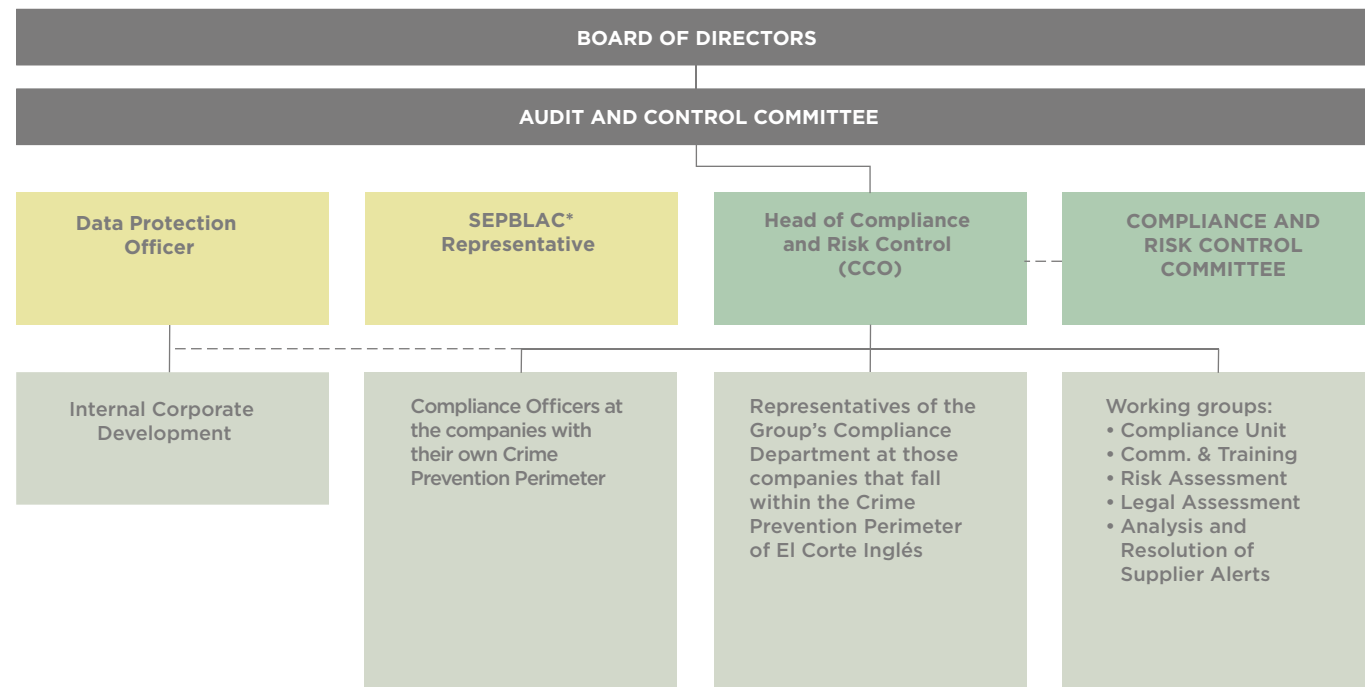 BOARD OF DIRECTORS
AUDIT AND CONTROL COMMITTEE
Data Protection
Officer
SEPBLAC*
Representative
Head of Compliance
and Risk Control
(CCO)
COMPLIANCE AND
RISK CONTROL
COMMITTEE
Internal Corporate
Development
Compliance Officers at
the companies with
their own Crime
Prevention Perimeter
Representatives of the
Group's Compliance
Department at those
companies that fall
within the Crime
Prevention Perimeter
of El Corte Inglés
Working groups:
• Compliance Unit
• Comm. & Training
• Risk Assessment
• Legal Assessment
• Analysis and
Resolution of
Supplier Alerts